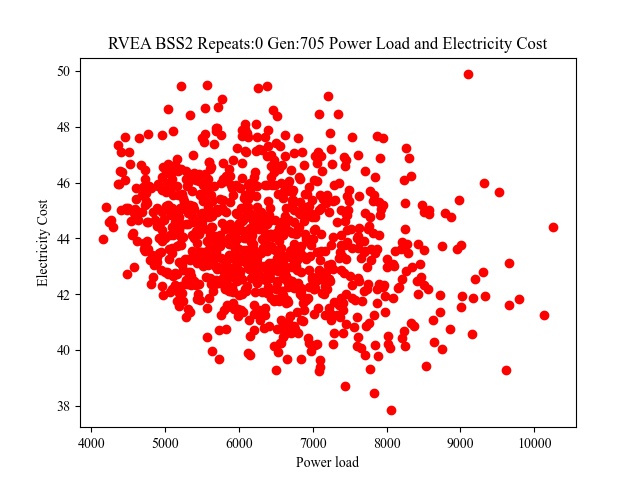 RVEA BSS2 Repeats:0 Gen:705 Power Load and Electricity Cost
50
48
46
44
42
40
38
Electricity Cost
4000 5000 6000 7000 8000 9000 10000
Power load